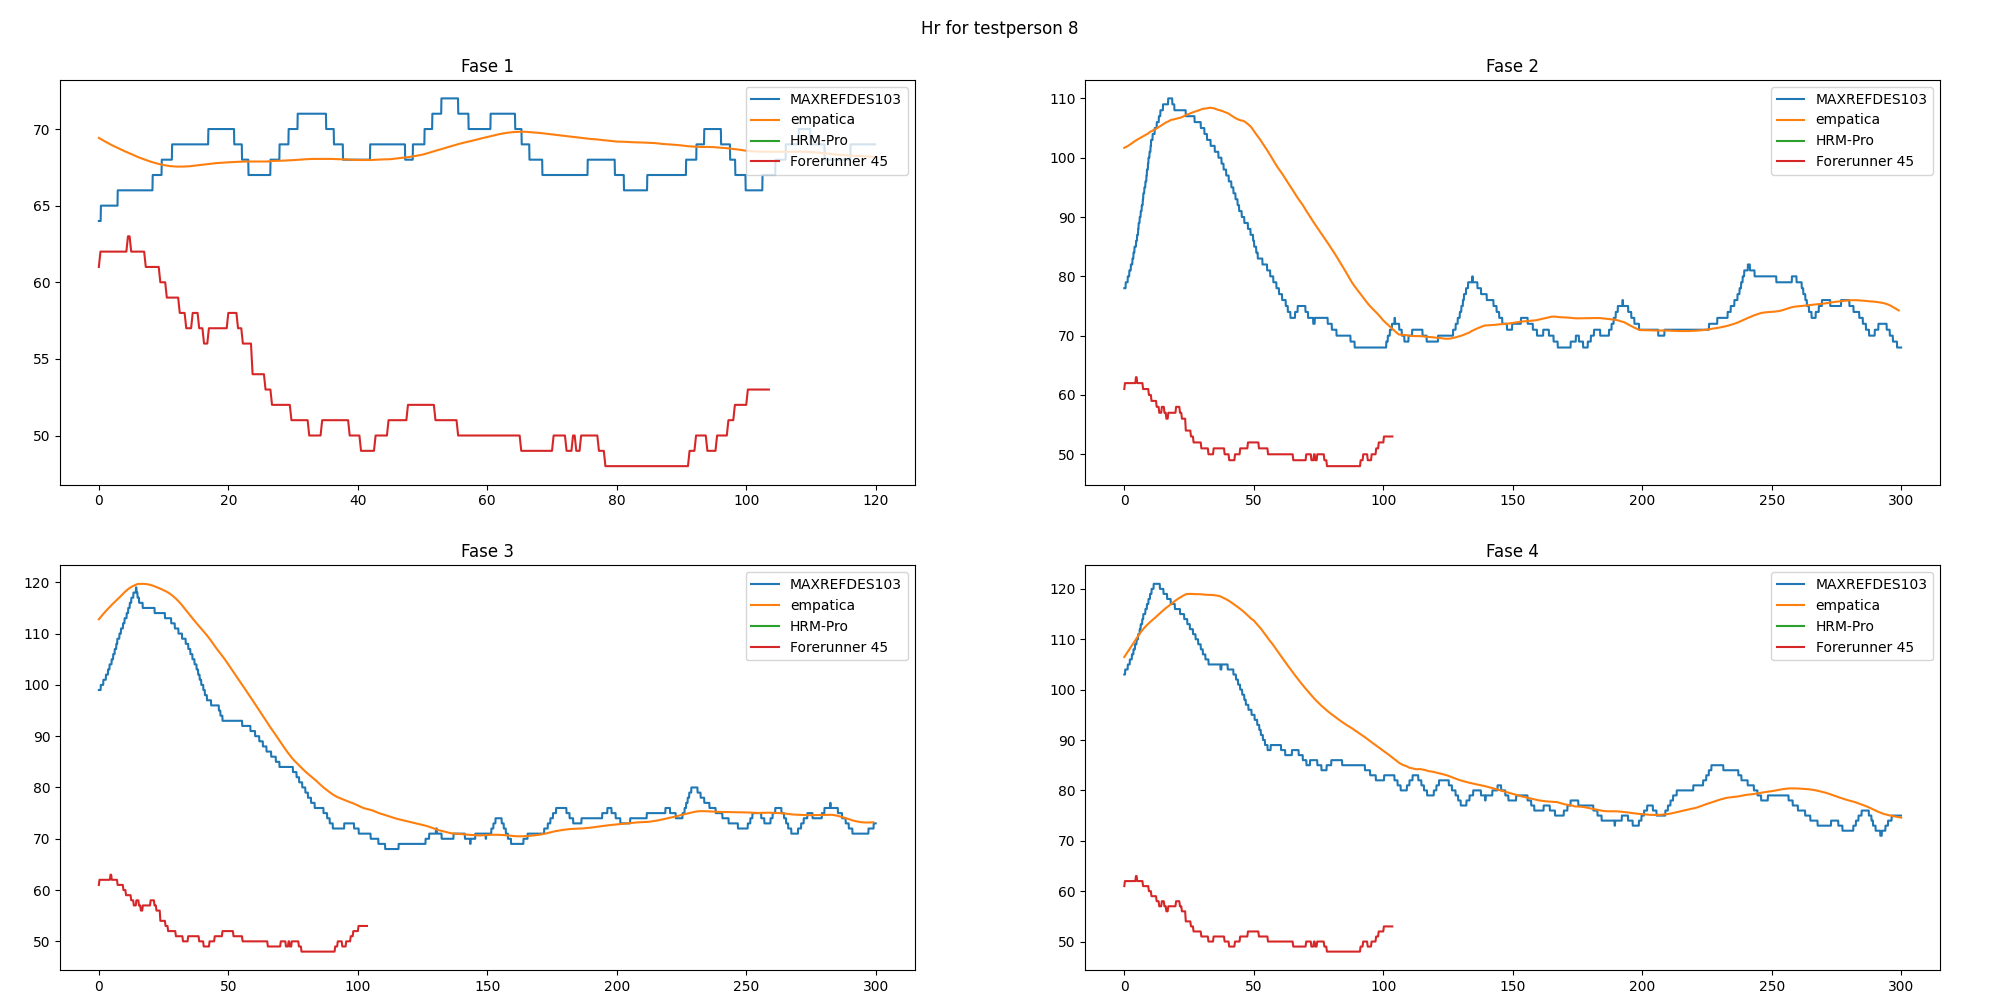 Hr for testperson 8
Fase 1
70
65
60
55
50
0 20 40 60 80 100 120
MAXREFDES103
empatica
HRM-Pro
Forerunner 45
Fase 2
110
100
90
80
70
60
50
0 50 100 150 200 250 300
MAXREFDES103
empatica
HRM-Pro
Forerunner 45
Fase 3
120
110
100
90
80
70
60
50
0 50 100 150 200 250 300
MAXREFDES103
empatica
HRM-Pro
Forerunner 45
Fase 4
120
110
100
90
80
70
60
50
0 50 100 150 200 250 300
MAXREFDES103
empatica
HRM-Pro
Forerunner 45